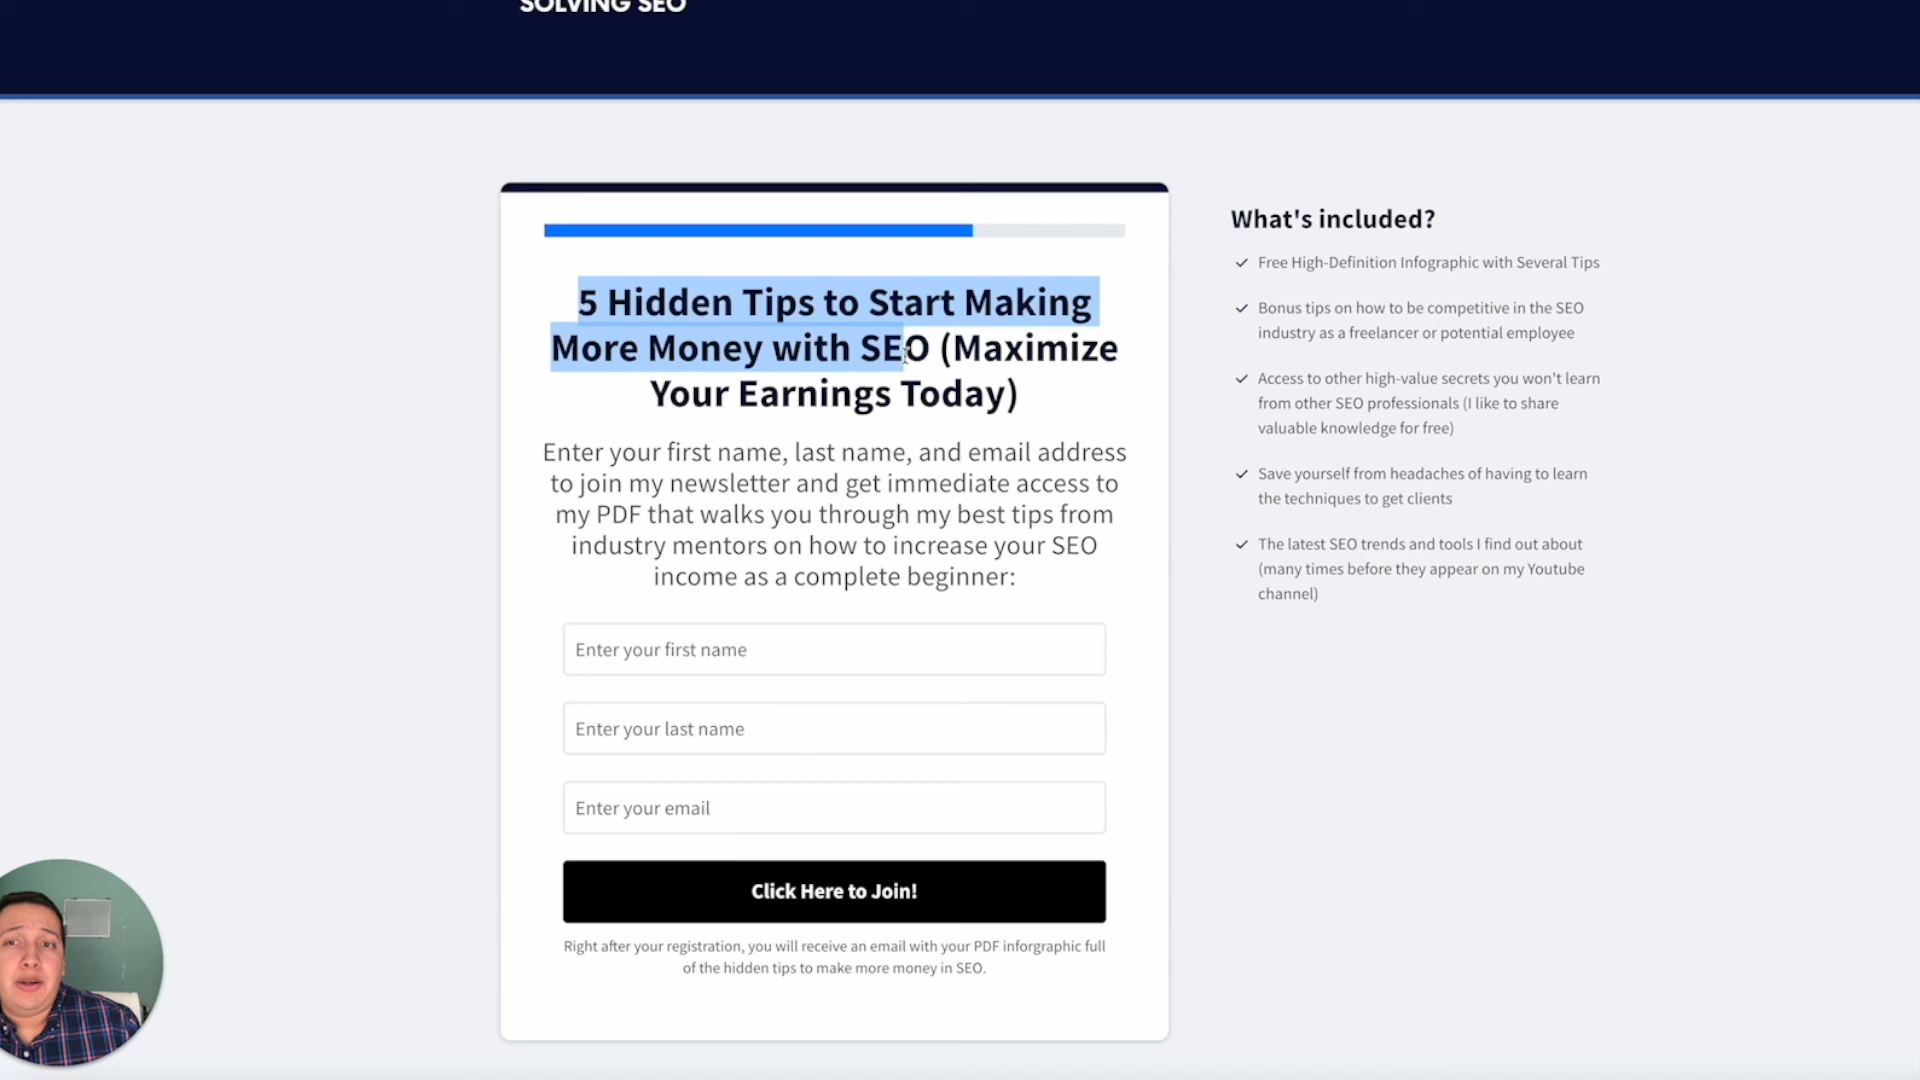 SOLVING SEO
5 Hidden Tips to Start Making
More Money with SEO (Maximize
Your Earnings Today)
Enter your first name, last name, and email address
to join my newsletter and get immediate access to
my PDF that walks you through my best tips from
industry mentors on how to increase your SEO
income as a complete beginner:
Enter your first name
Enter your last name
Enter your email
Click Here to Join!
Right after your registration, you will receive an email with your PDF inforgraphic full
of the hidden tips to make more money in SEO.
What's included?
Free High-Definition Infographic with Several Tips
Bonus tips on how to be competitive in the SEO
industry as a freelancer or potential employee
Access to other high-value secrets you won't learn
from other SEO professionals (I like to share
valuable knowledge for free)
Save yourself from headaches of having to learn
the techniques to get clients
The latest SEO trends and tools I find out about
(many times before they appear on my Youtube
channel)